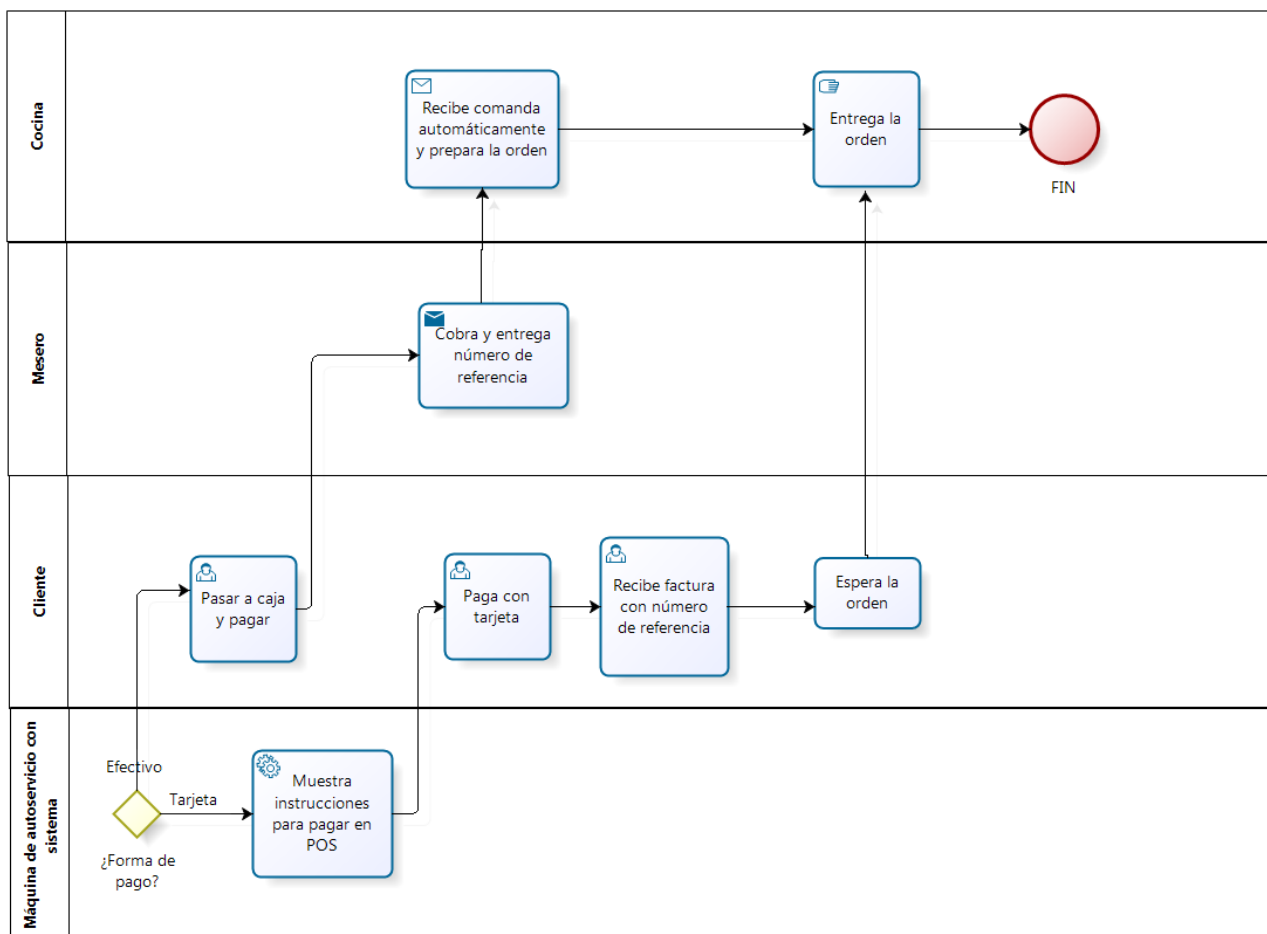 Cocina
Recibe comanda
automáticamente
y prepara la orden
Entrega la
orden
FIN
Mesero
Cobra y entrega
número de
referencia
Cliente
Pasar a caja
y pagar
Paga con
tarjeta
Recibe factura
con número
de referencia
Espera la
orden
Máquina de autoservicio con
sistema
Efectivo
Tarjeta
¿Forma de
pago?
Muestra
instrucciones
para pagar en
POS